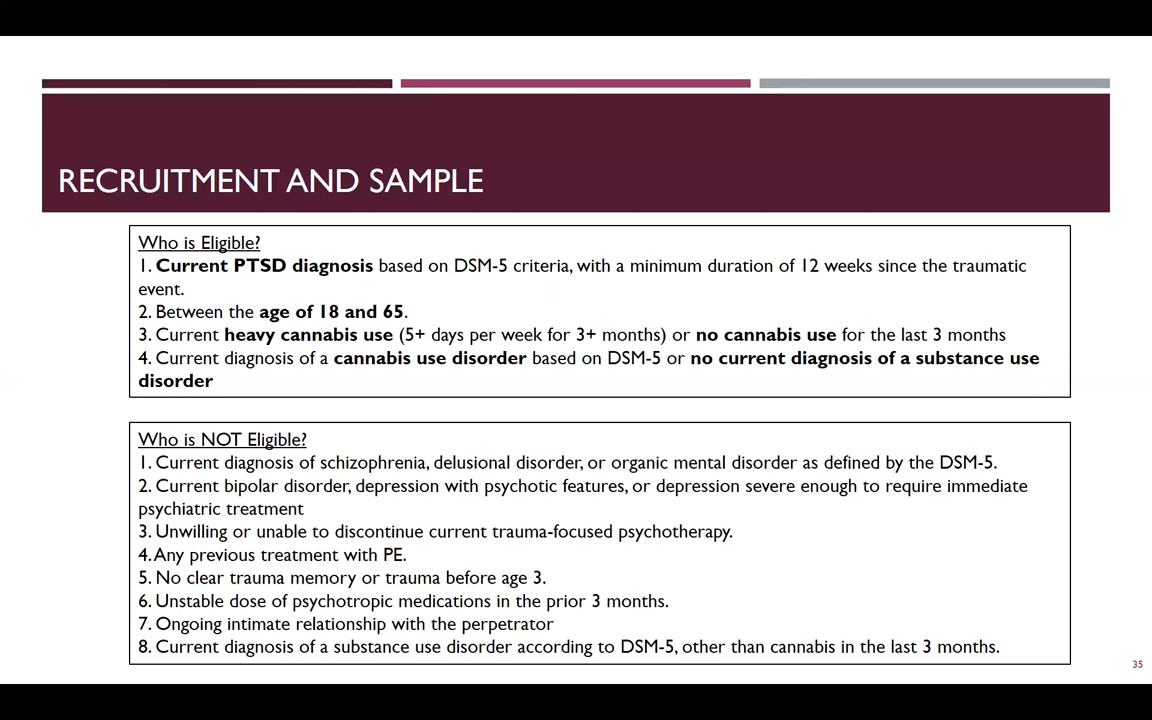 RECRUITMENT AND SAMPLE
Who is Eligible?
1. Current PTSD diagnosis based on DSM-5 criteria, with a minimum duration of 12 weeks since the traumatic
event.
2. Between the age of 18 and 65.
3. Current heavy cannabis use (5+ days per week for 3+ months) or no cannabis use for the last 3 months
4. Current diagnosis of a cannabis use disorder based on DSM-5 or no current diagnosis of a substance use
disorder
Who is NOT Eligible?
1. Current diagnosis of schizophrenia, delusional disorder, or organic mental disorder as defined by the DSM-5.
2. Current bipolar disorder, depression with psychotic features, or depression severe enough to require immediate
psychiatric treatment
3. Unwilling or unable to discontinue current trauma-focused psychotherapy.
4. Any previous treatment with PE.
5. No clear trauma memory or trauma before age 3.
6. Unstable dose of psychotropic medications in the prior 3 months.
7. Ongoing intimate relationship with the perpetrator
8. Current diagnosis of a substance use disorder according to DSM-5, other than cannabis in the last 3 months.
35